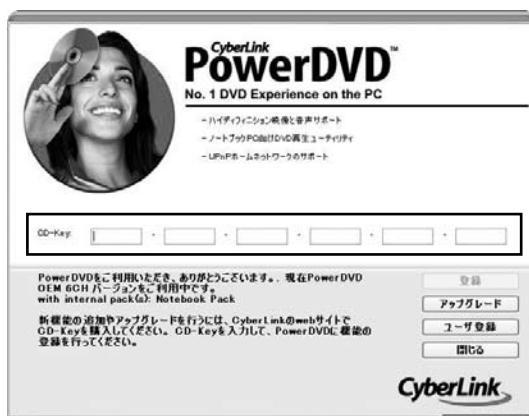 CyberLink
PowerDVD™
No. 1 DVD Experience on the PC
- ハイディフィニション映像と音声サポート
- ノートブックPC向けDVD再生ユーティリティ
- UPnPホームネットワークのサポート
CD-Key: - - - - -
PowerDVDをご利用いただき、ありがとうございます。. 現在PowerDVD
OEM 6CH バージョンをご利用中です。
with internal pack(s): Notebook Pack
新機能の追加やアップグレードを行うには、CyberLinkのwebサイトで
CD-Keyを購入してください。CD-Keyを入力して、PowerDVDに機能の
登録を行ってください。
登録
アップグレード
ユーザ登録
閉じる
CyberLink